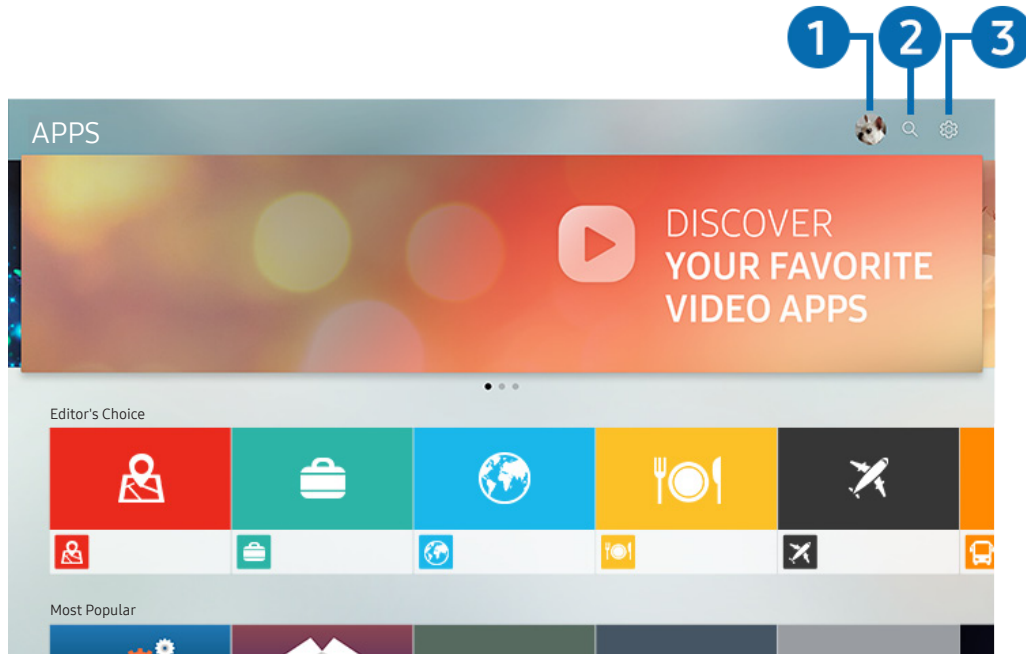 1 2 3
APPS
DISCOVER
YOUR FAVORITE
VIDEO APPS
Editor's Choice
Most Popular